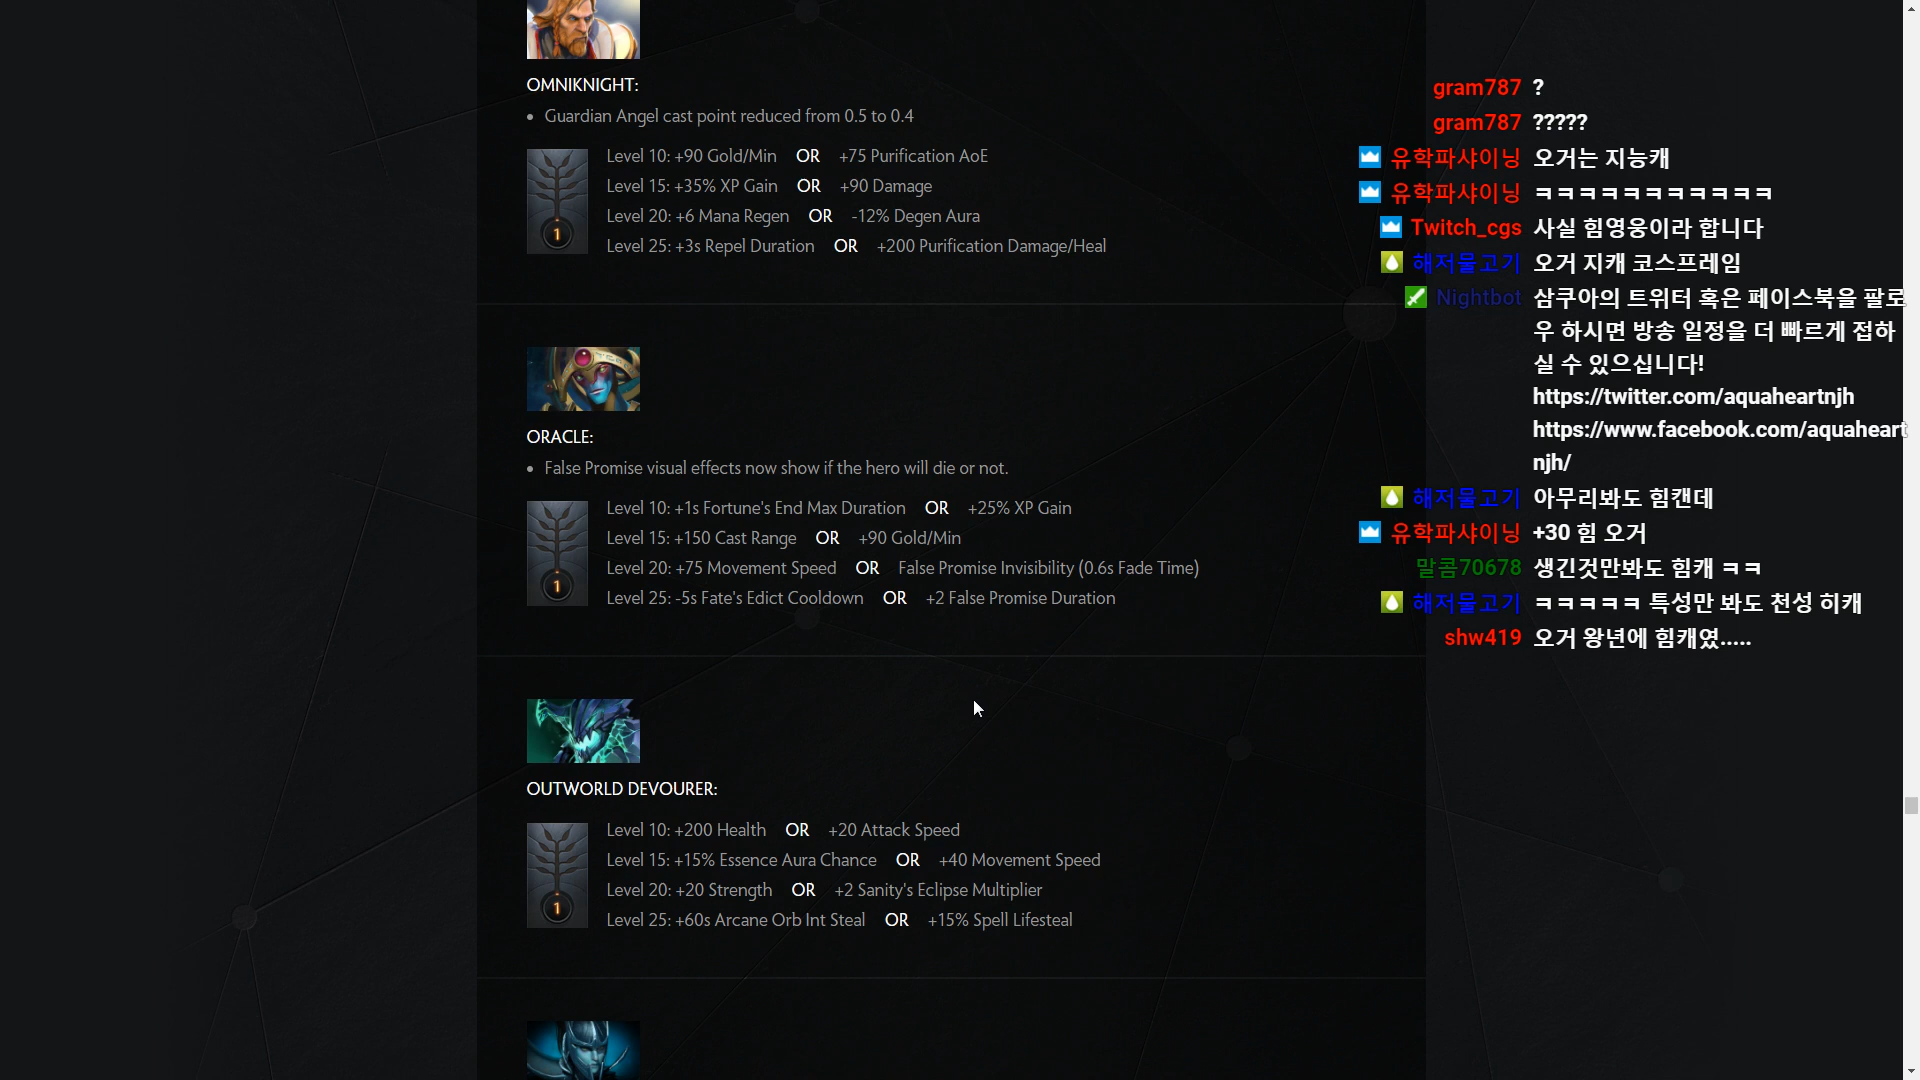 OMNIKNIGHT:
• Guardian Angel cast point reduced from 0.5 to 0.4
Level 10: +90 Gold/Min OR +75 Purification AoE
Level 15: +35% XP Gain OR +90 Damage
Level 20: +6 Mana Regen OR -12% Degen Aura
Level 25: +3s Repel Duration OR +200 Purification Damage/Heal
1
ORACLE:
• False Promise visual effects now show if the hero will die or not.
Level 10: +1s Fortune's End Max Duration OR +25% XP Gain
Level 15: +150 Cast Range OR +90 Gold/Min
Level 20: +75 Movement Speed OR False Promise Invisibility (0.6s Fade Time)
Level 25: -5s Fate's Edict Cooldown OR +2 False Promise Duration
1
OUTWORLD DEVOURER:
Level 10: +200 Health OR +20 Attack Speed
Level 15: +15% Essence Aura Chance OR +40 Movement Speed
Level 20: +20 Strength OR +2 Sanity's Eclipse Multiplier
Level 25: +60s Arcane Orb Int Steal OR +15% Spell Lifesteal
1
gram787 ?
gram787 ?????
유학파샤이닝 오거는 지능캐
유학파샤이닝 ㅋㅋㅋㅋㅋㅋㅋㅋㅋㅋㅋ
Twitch_cgs 사실 힘영웅이라 합니다
해저물고기 오거 지캐 코스프레임
Nightbot 삼쿠아의 트위터 혹은 페이스북을 팔로
우 하시면 방송 일정을 더 빠르게 접하
실 수 있으십니다!
https://twitter.com/aquaheartnjh
https://www.facebook.com/aquaheart
njh/
해저물고기 아무리봐도 힘캔데
유학파샤이닝 +30 힘 오거
말콤70678 생긴것만봐도 힘캐 ㅋㅋ
해저물고기 ㅋㅋㅋㅋㅋ 특성만 봐도 천성 히캐
shw419 오거 왕년에 힘캐였.....